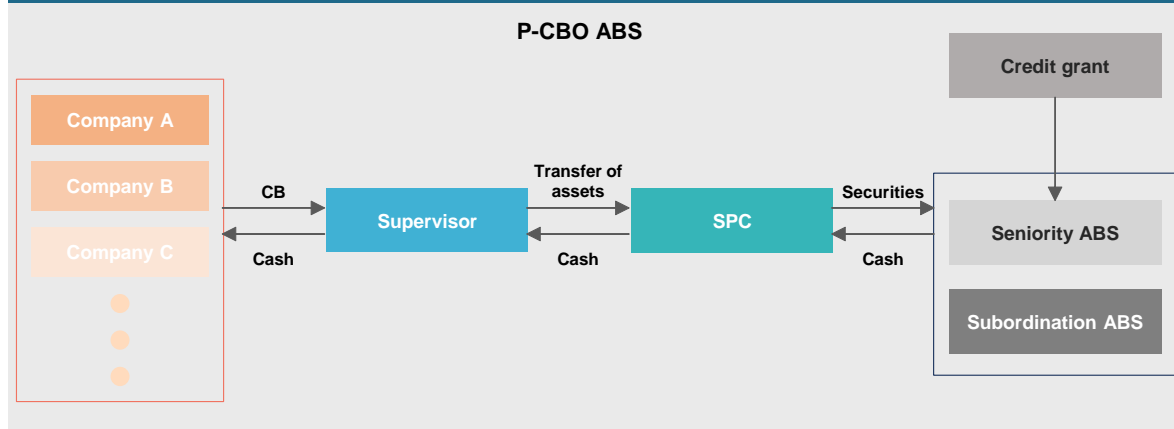 P-CBO ABS
Credit grant
Company A
Company B
Company C
CB
Cash
Supervisor
Transfer of
assets
Cash
SPC
Securities
Cash
Seniority ABS
Subordination ABS